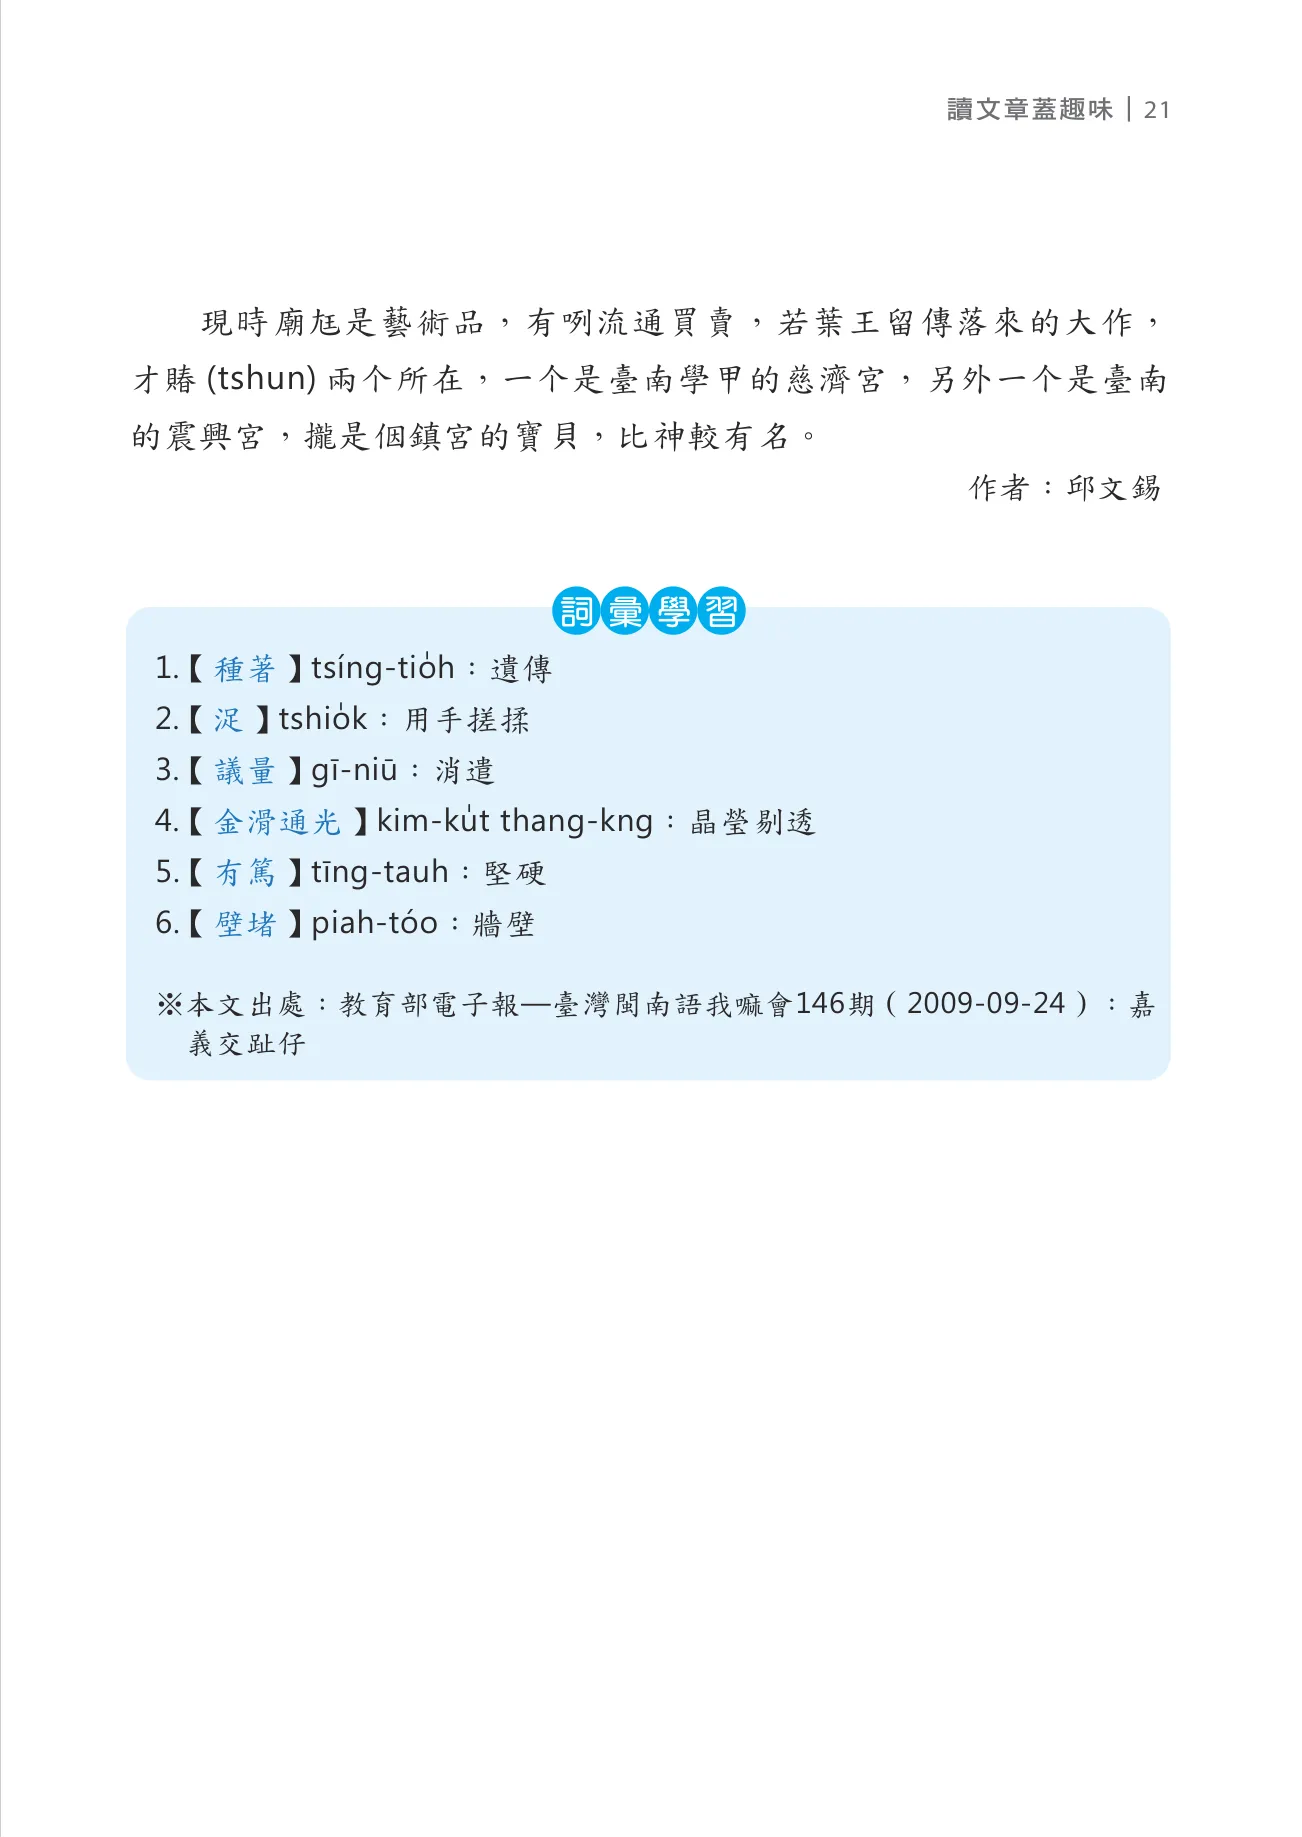 讀文章蓋趣味｜21
現時廟尪是藝術品，有咧流通買賣，若葉王留傳落來的大作，
才賰 (tshun) 兩个所在，一个是臺南學甲的慈濟宮，另外一个是臺南
的震興宮，攏是佪鎮宮的寶貝，比神較有名。
作者：邱文錫
詞彙學習
1.【種著】tsíng-tio̍h：遺傳
2.【浞】tshio̍k：用手搓揉
3.【議量】gī-niū：消遣
4.【金滑通光】kim-ku̍t thang-kng：晶瑩剔透
5.【冇篤】tīng-tauh：堅硬
6.【壁堵】piah-tóo：牆壁
※本文出處：教育部電子報—臺灣閩南語我嘛會146期（2009-09-24）：嘉
義交趾仔